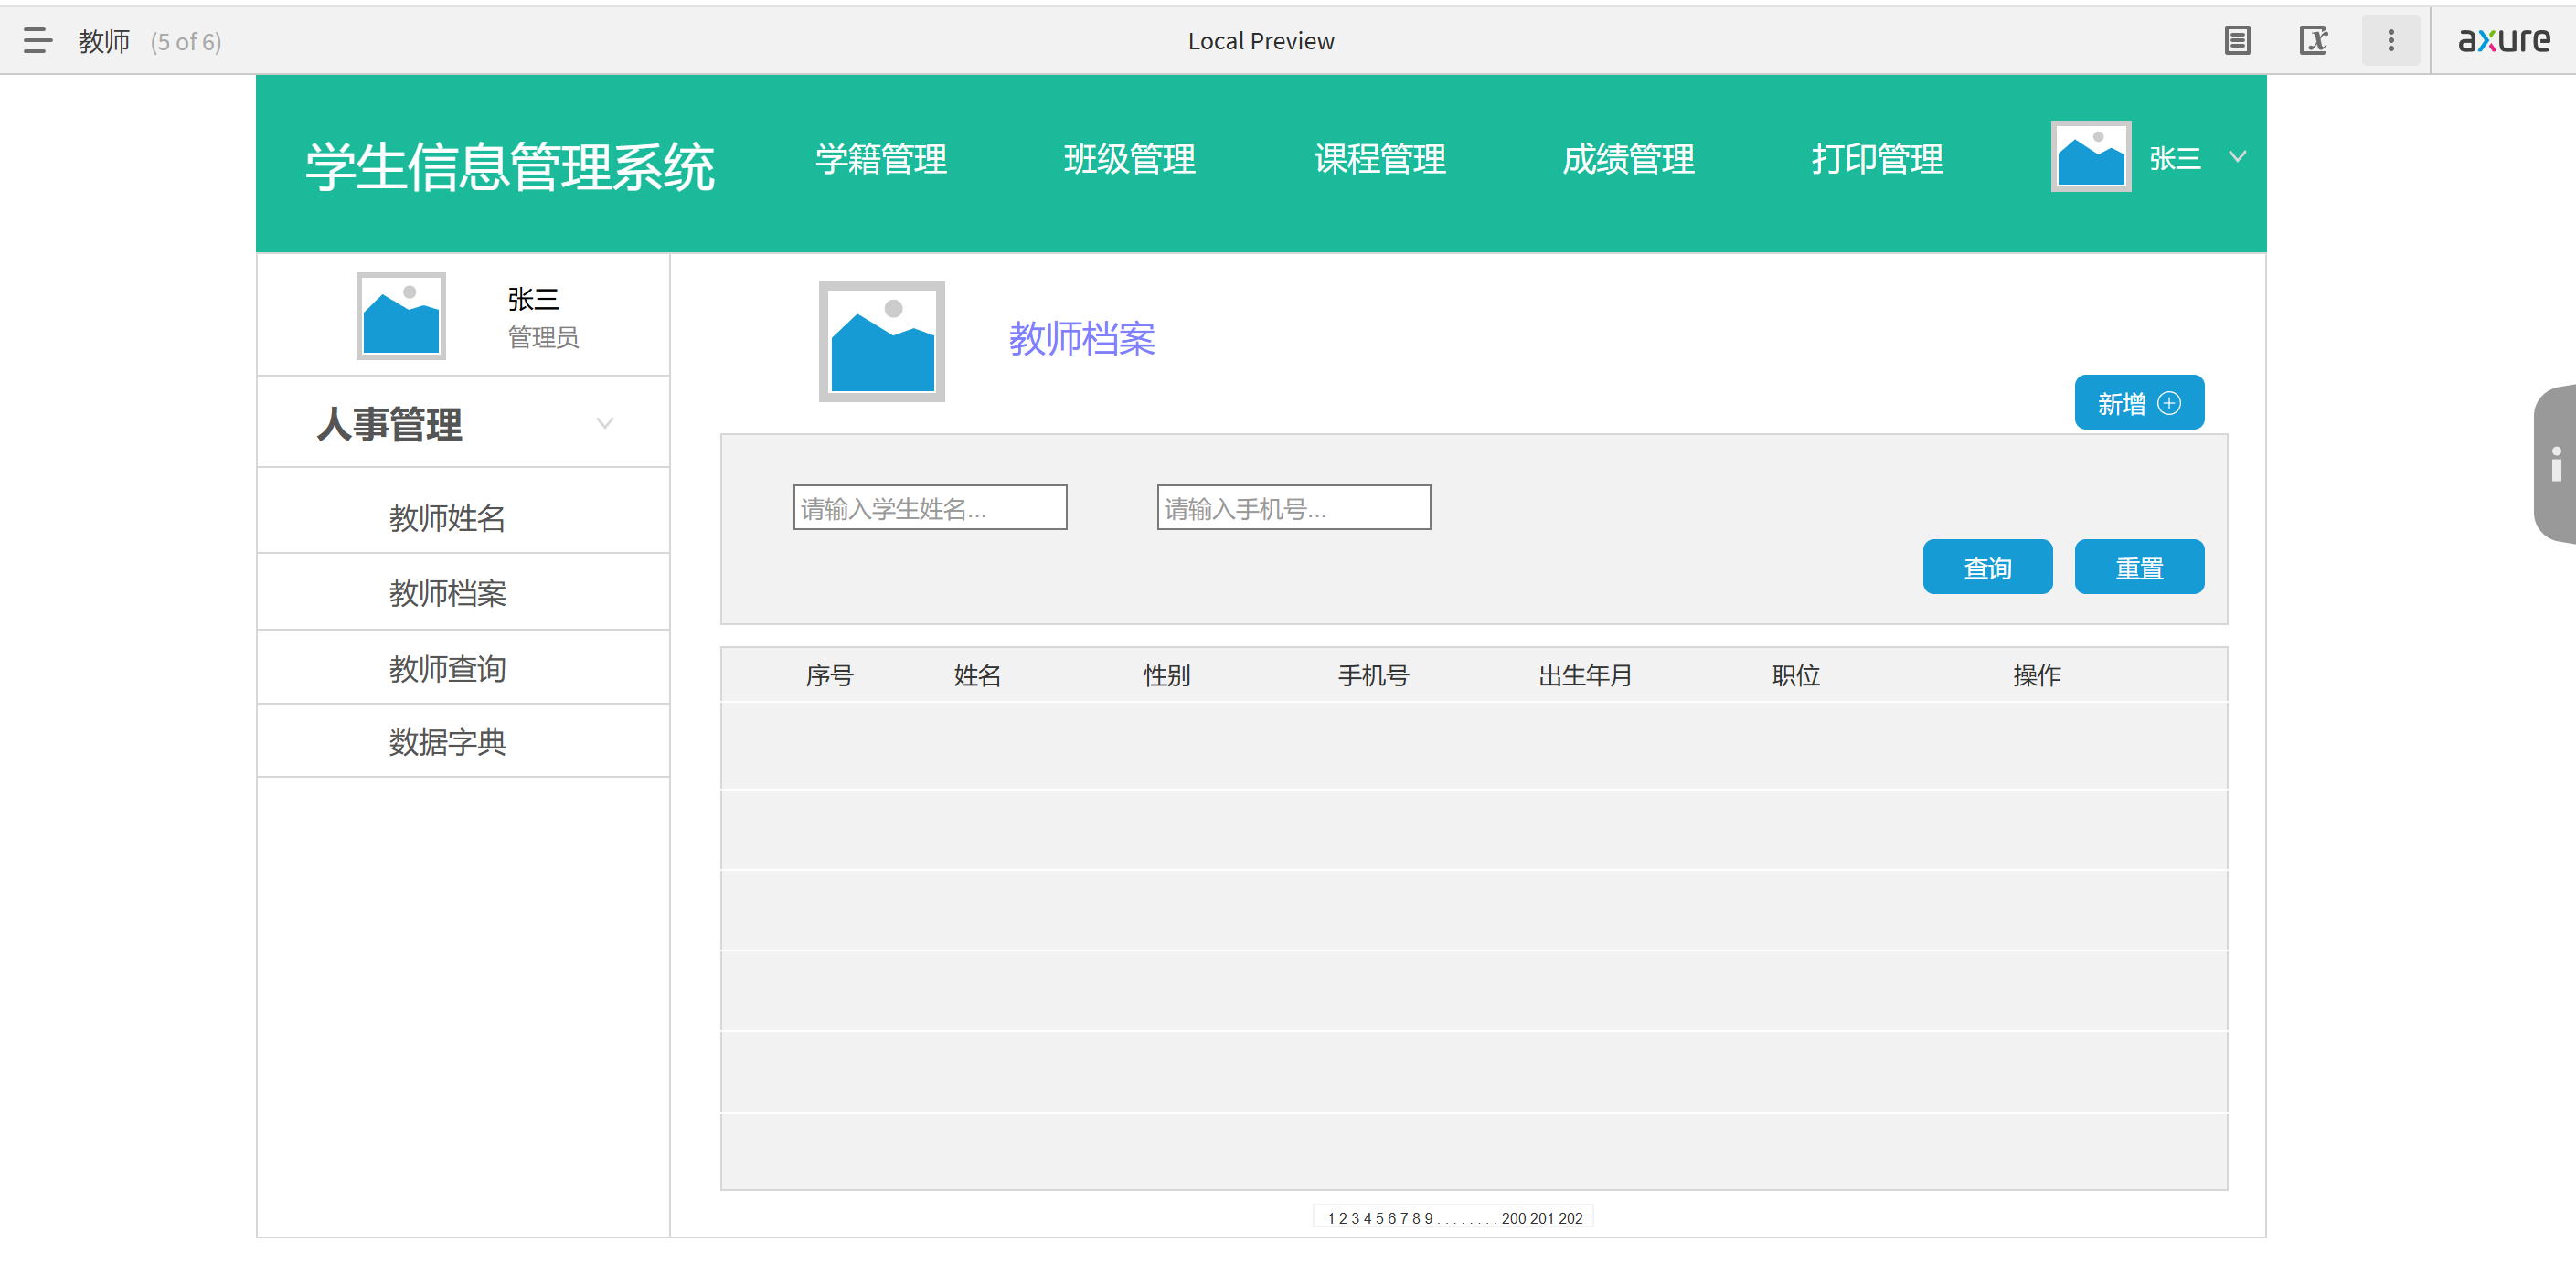 教师 (5 of 6)
Local Preview
axure
学生信息管理系统
学籍管理
班级管理
课程管理
成绩管理
打印管理
张三
张三
管理员
人事管理
教师姓名
教师档案
教师查询
数据字典
教师档案
新增
请输入学生姓名...
请输入手机号...
查询
重置
序号 姓名 性别 手机号 出生年月 职位 操作
1 2 3 4 5 6 7 8 9 . . . . . . . . 200 201 202